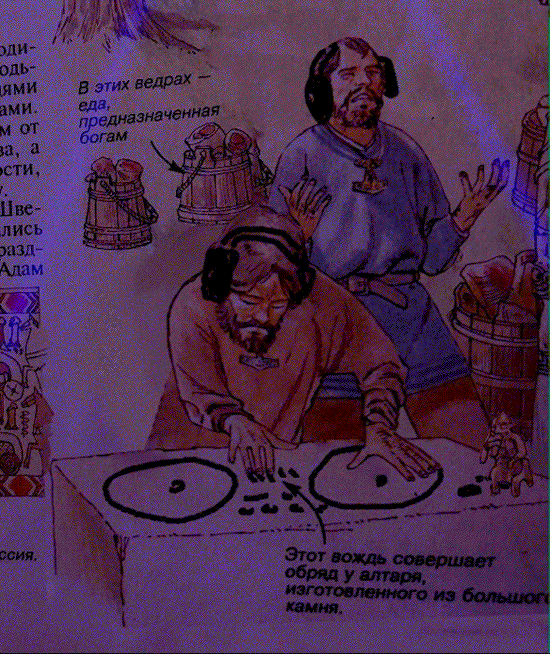 оди-
одь-
ями
ами.
м от
ва, а
ости,
у.
Шве-
лись
разд-
Адам
ссия.
В этих ведрах —
еда,
предназначенная
богам
Этот вождь совершает
обряд у алтаря,
изготовленного из большого
камня.